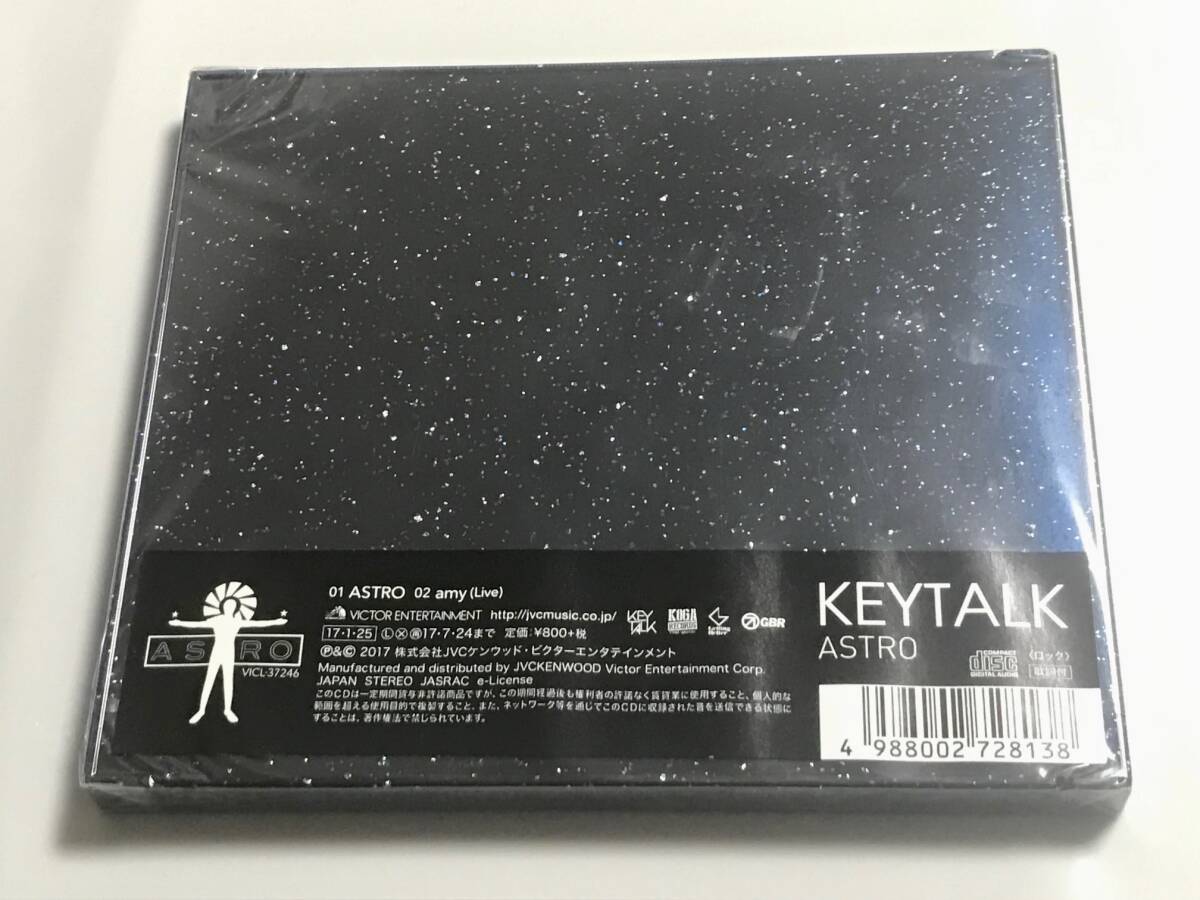 01 ASTRO 02 amy (Live)
VICTOR ENTERTAINMENT http://jvcmusic.co.jp/ KEYTALK KOGA RECORDS GBR
17・1・25 Ⓛ Ⓧ 再 17・7・24まで 定価:¥800+税
Ⓟ&© 2017 株式会社JVCケンウッド・ビクターエンタテインメント
Manufactured and distributed by JVCKENWOOD Victor Entertainment Corp.
JAPAN STEREO JASRAC e-License
このCDは一定期間貸与非許諾商品ですが、この期間経過後も権利者の許諾なく賃貸業に使用すること、個人的な
範囲を超える使用目的で複製すること、また、ネットワーク等を通じてこのCDに収録された音を送信できる状態に
することは、著作権法で禁じられています。
ASTRO
VICL-37246
KEYTALK
ASTRO
COMPACT
disc
DIGITAL AUDIO
〈ロック〉
歌詞付
4 988002 728138